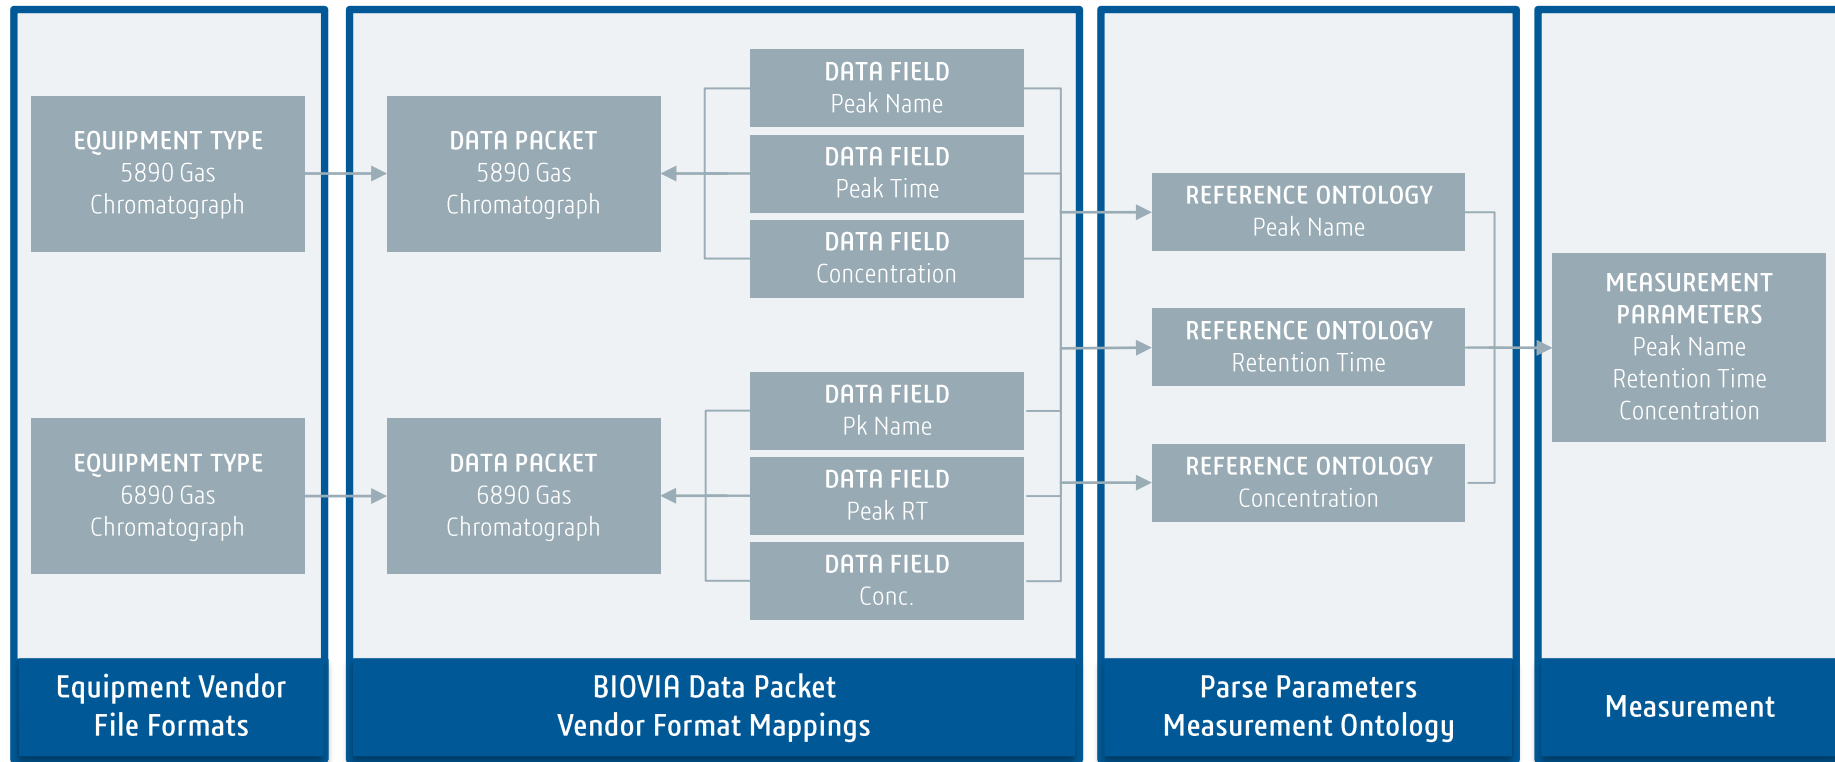 EQUIPMENT TYPE
5890 Gas
Chromatograph
EQUIPMENT TYPE
6890 Gas
Chromatograph
Equipment Vendor
File Formats
DATA PACKET
5890 Gas
Chromatograph
DATA FIELD
Peak Name
DATA FIELD
Peak Time
DATA FIELD
Concentration
DATA PACKET
6890 Gas
Chromatograph
DATA FIELD
Pk Name
DATA FIELD
Peak RT
DATA FIELD
Conc.
BIOVIA Data Packet
Vendor Format Mappings
REFERENCE ONTOLOGY
Peak Name
REFERENCE ONTOLOGY
Retention Time
REFERENCE ONTOLOGY
Concentration
Parse Parameters
Measurement Ontology
MEASUREMENT
PARAMETERS
Peak Name
Retention Time
Concentration
Measurement